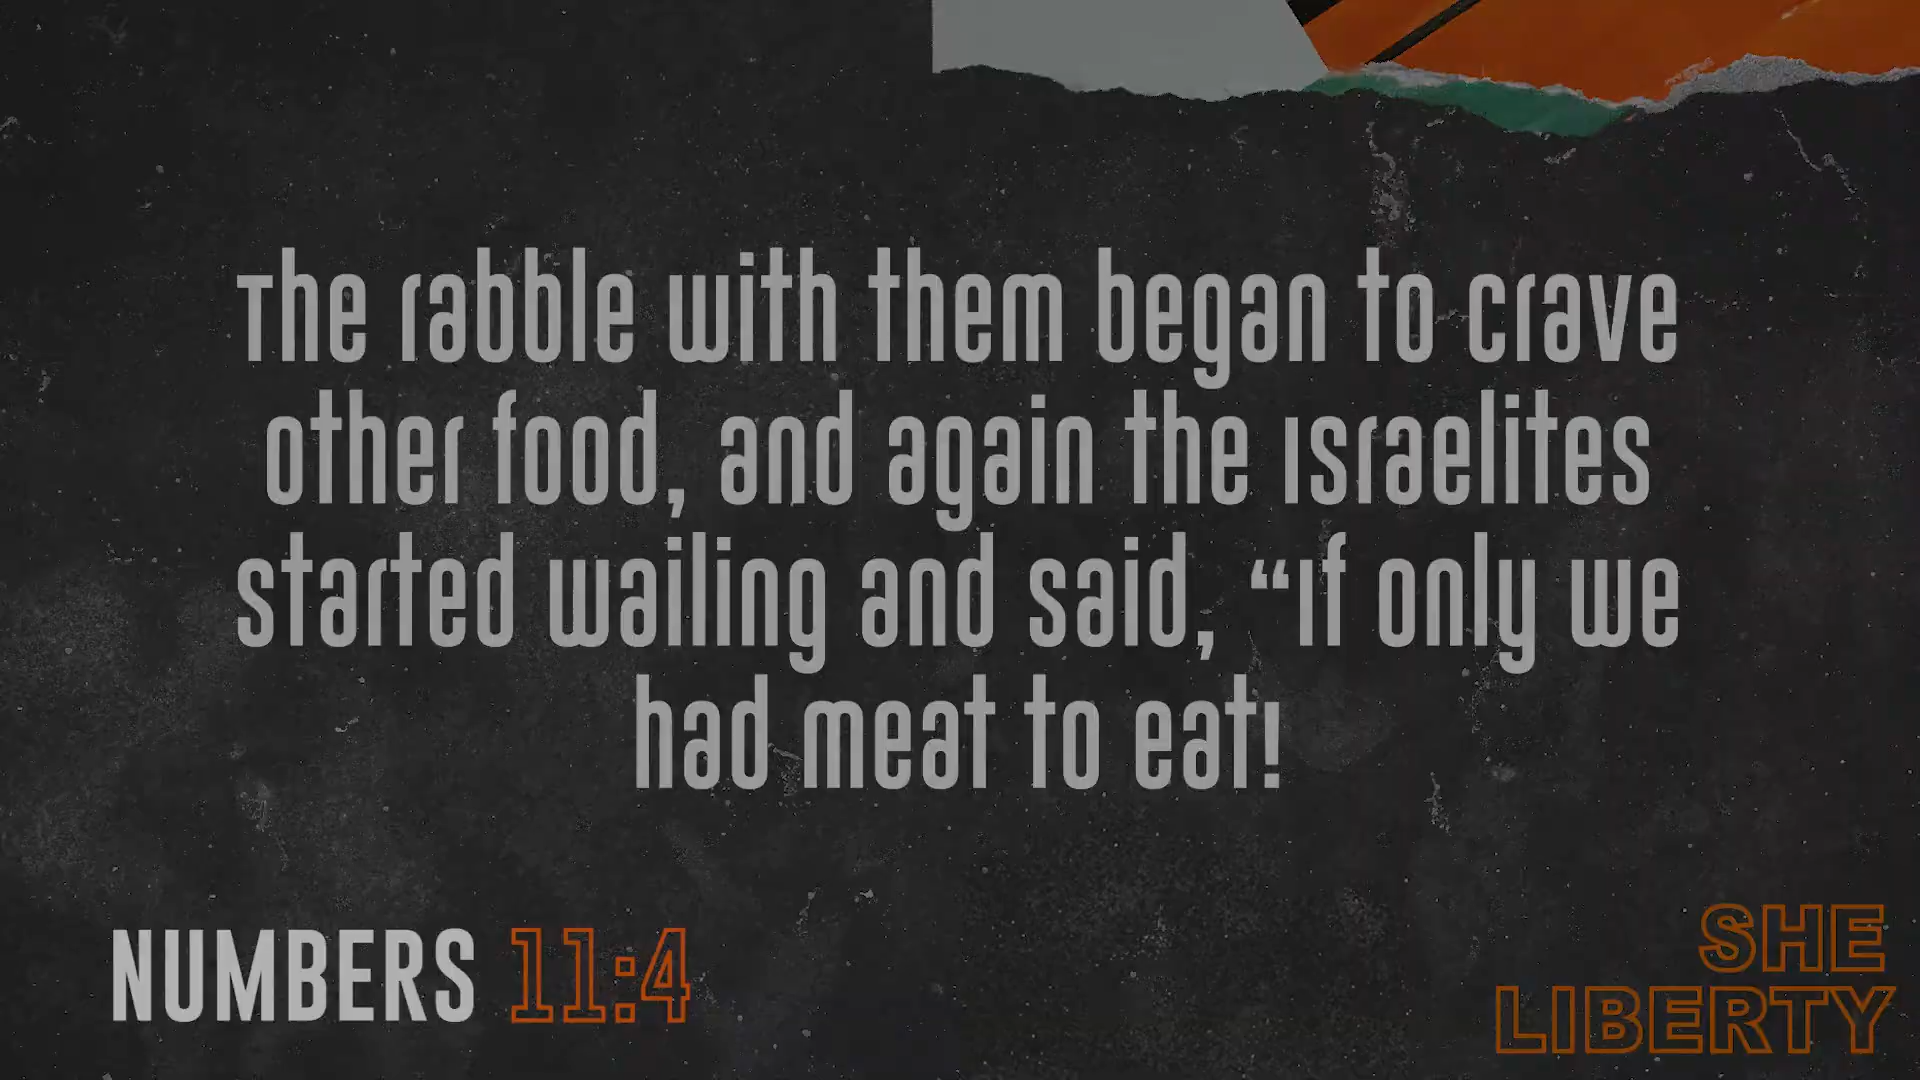 The rabble with them began to crave
other food, and again the Israelites
started wailing and said, “If only we
had meat to eat!
NUMBERS 11:4
SHE
LIBERTY